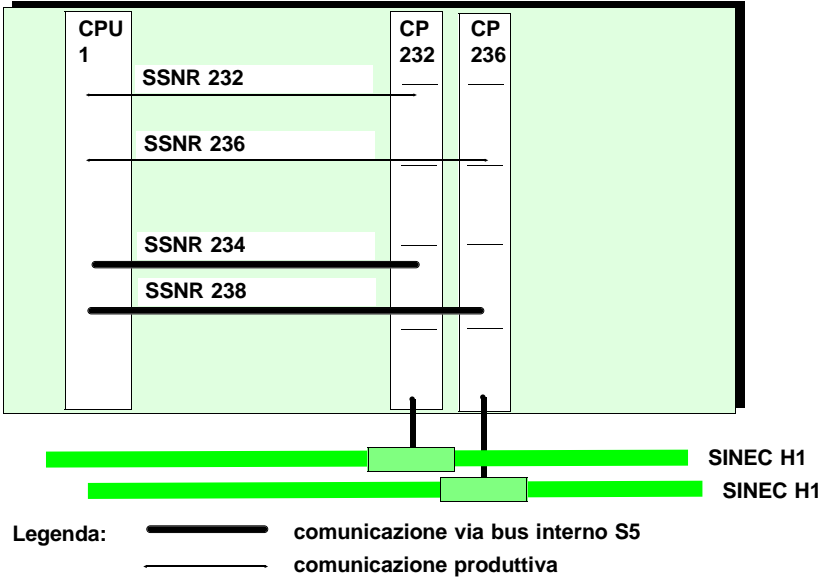 CPU
1
CP
232
CP
236
SSNR 232
SSNR 236
SSNR 234
SSNR 238
SINEC H1
SINEC H1
Legenda:
comunicazione via bus interno S5
comunicazione produttiva